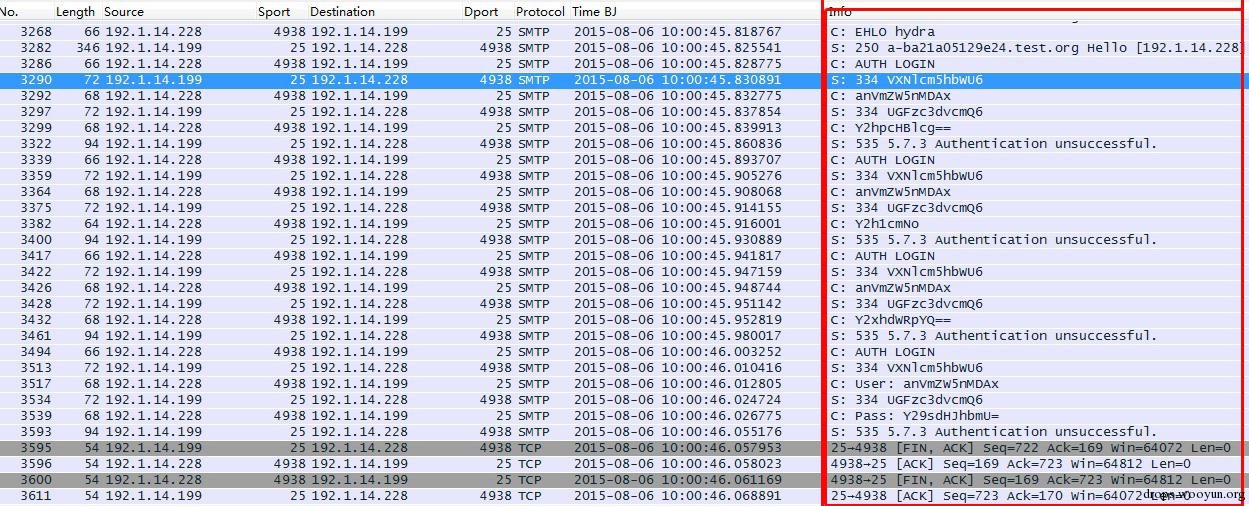 No. Length Source Sport Destination Dport Protocol Time BJ Info
3268 66 192.1.14.228 4938 192.1.14.199 25 SMTP 2015-08-06 10:00:45.818767 C: EHLO hydra
3282 346 192.1.14.199 25 192.1.14.228 4938 SMTP 2015-08-06 10:00:45.825541 S: 250 a-ba21a05129e24.test.org Hello [192.1.14.228]
3286 66 192.1.14.228 4938 192.1.14.199 25 SMTP 2015-08-06 10:00:45.828775 C: AUTH LOGIN
3290 72 192.1.14.199 25 192.1.14.228 4938 SMTP 2015-08-06 10:00:45.830891 S: 334 VXNlcm5hbWU6
3292 68 192.1.14.228 4938 192.1.14.199 25 SMTP 2015-08-06 10:00:45.832775 C: anVmZW5nMDAx
3297 72 192.1.14.199 25 192.1.14.228 4938 SMTP 2015-08-06 10:00:45.837854 S: 334 UGFzc3dvcmQ6
3299 68 192.1.14.228 4938 192.1.14.199 25 SMTP 2015-08-06 10:00:45.839913 C: Y2hpcHBlcg==
3322 94 192.1.14.199 25 192.1.14.228 4938 SMTP 2015-08-06 10:00:45.860836 S: 535 5.7.3 Authentication unsuccessful.
3339 66 192.1.14.228 4938 192.1.14.199 25 SMTP 2015-08-06 10:00:45.893707 C: AUTH LOGIN
3359 72 192.1.14.199 25 192.1.14.228 4938 SMTP 2015-08-06 10:00:45.905276 S: 334 VXNlcm5hbWU6
3364 68 192.1.14.228 4938 192.1.14.199 25 SMTP 2015-08-06 10:00:45.908068 C: anVmZW5nMDAx
3375 72 192.1.14.199 25 192.1.14.228 4938 SMTP 2015-08-06 10:00:45.914155 S: 334 UGFzc3dvcmQ6
3382 64 192.1.14.228 4938 192.1.14.199 25 SMTP 2015-08-06 10:00:45.916001 C: Y2h1cmNo
3400 94 192.1.14.199 25 192.1.14.228 4938 SMTP 2015-08-06 10:00:45.930889 S: 535 5.7.3 Authentication unsuccessful.
3417 66 192.1.14.228 4938 192.1.14.199 25 SMTP 2015-08-06 10:00:45.941817 C: AUTH LOGIN
3422 72 192.1.14.199 25 192.1.14.228 4938 SMTP 2015-08-06 10:00:45.947159 S: 334 VXNlcm5hbWU6
3426 68 192.1.14.228 4938 192.1.14.199 25 SMTP 2015-08-06 10:00:45.948744 C: anVmZW5nMDAx
3428 72 192.1.14.199 25 192.1.14.228 4938 SMTP 2015-08-06 10:00:45.951142 S: 334 UGFzc3dvcmQ6
3432 68 192.1.14.228 4938 192.1.14.199 25 SMTP 2015-08-06 10:00:45.952819 C: Y2xhdWRpYQ==
3461 94 192.1.14.199 25 192.1.14.228 4938 SMTP 2015-08-06 10:00:45.980017 S: 535 5.7.3 Authentication unsuccessful.
3494 66 192.1.14.228 4938 192.1.14.199 25 SMTP 2015-08-06 10:00:46.003252 C: AUTH LOGIN
3513 72 192.1.14.199 25 192.1.14.228 4938 SMTP 2015-08-06 10:00:46.010416 S: 334 VXNlcm5hbWU6
3517 68 192.1.14.228 4938 192.1.14.199 25 SMTP 2015-08-06 10:00:46.012805 C: User: anVmZW5nMDAx
3534 72 192.1.14.199 25 192.1.14.228 4938 SMTP 2015-08-06 10:00:46.024724 S: 334 UGFzc3dvcmQ6
3539 68 192.1.14.228 4938 192.1.14.199 25 SMTP 2015-08-06 10:00:46.026775 C: Pass: Y29sdHJhbmU=
3593 94 192.1.14.199 25 192.1.14.228 4938 SMTP 2015-08-06 10:00:46.055176 S: 535 5.7.3 Authentication unsuccessful.
3595 54 192.1.14.199 25 192.1.14.228 4938 TCP 2015-08-06 10:00:46.057953 25→4938 [FIN, ACK] Seq=722 Ack=169 Win=64072 Len=0
3596 54 192.1.14.228 4938 192.1.14.199 25 TCP 2015-08-06 10:00:46.058023 4938→25 [ACK] Seq=169 Ack=723 Win=64812 Len=0
3600 54 192.1.14.228 4938 192.1.14.199 25 TCP 2015-08-06 10:00:46.061169 4938→25 [FIN, ACK] Seq=169 Ack=723 Win=64812 Len=0
3611 54 192.1.14.199 25 192.1.14.228 4938 TCP 2015-08-06 10:00:46.068891 25→4938 [ACK] Seq=723 Ack=170 Win=64072 Len=0
drops.wooyun.org